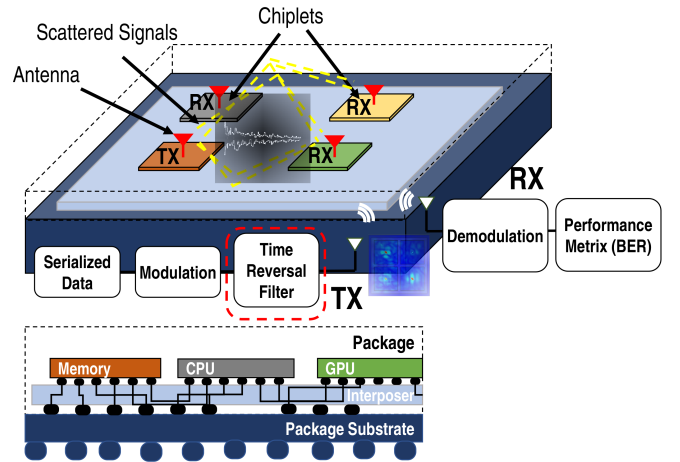 Chiplets
Scattered Signals
Antenna
RX
RX
TX
RX
RX
Serialized
Data
Modulation
Time
Reversal
Filter
TX
Demodulation
Performance
Metrix (BER)
Package
Memory
CPU
GPU
Interposer
Package Substrate